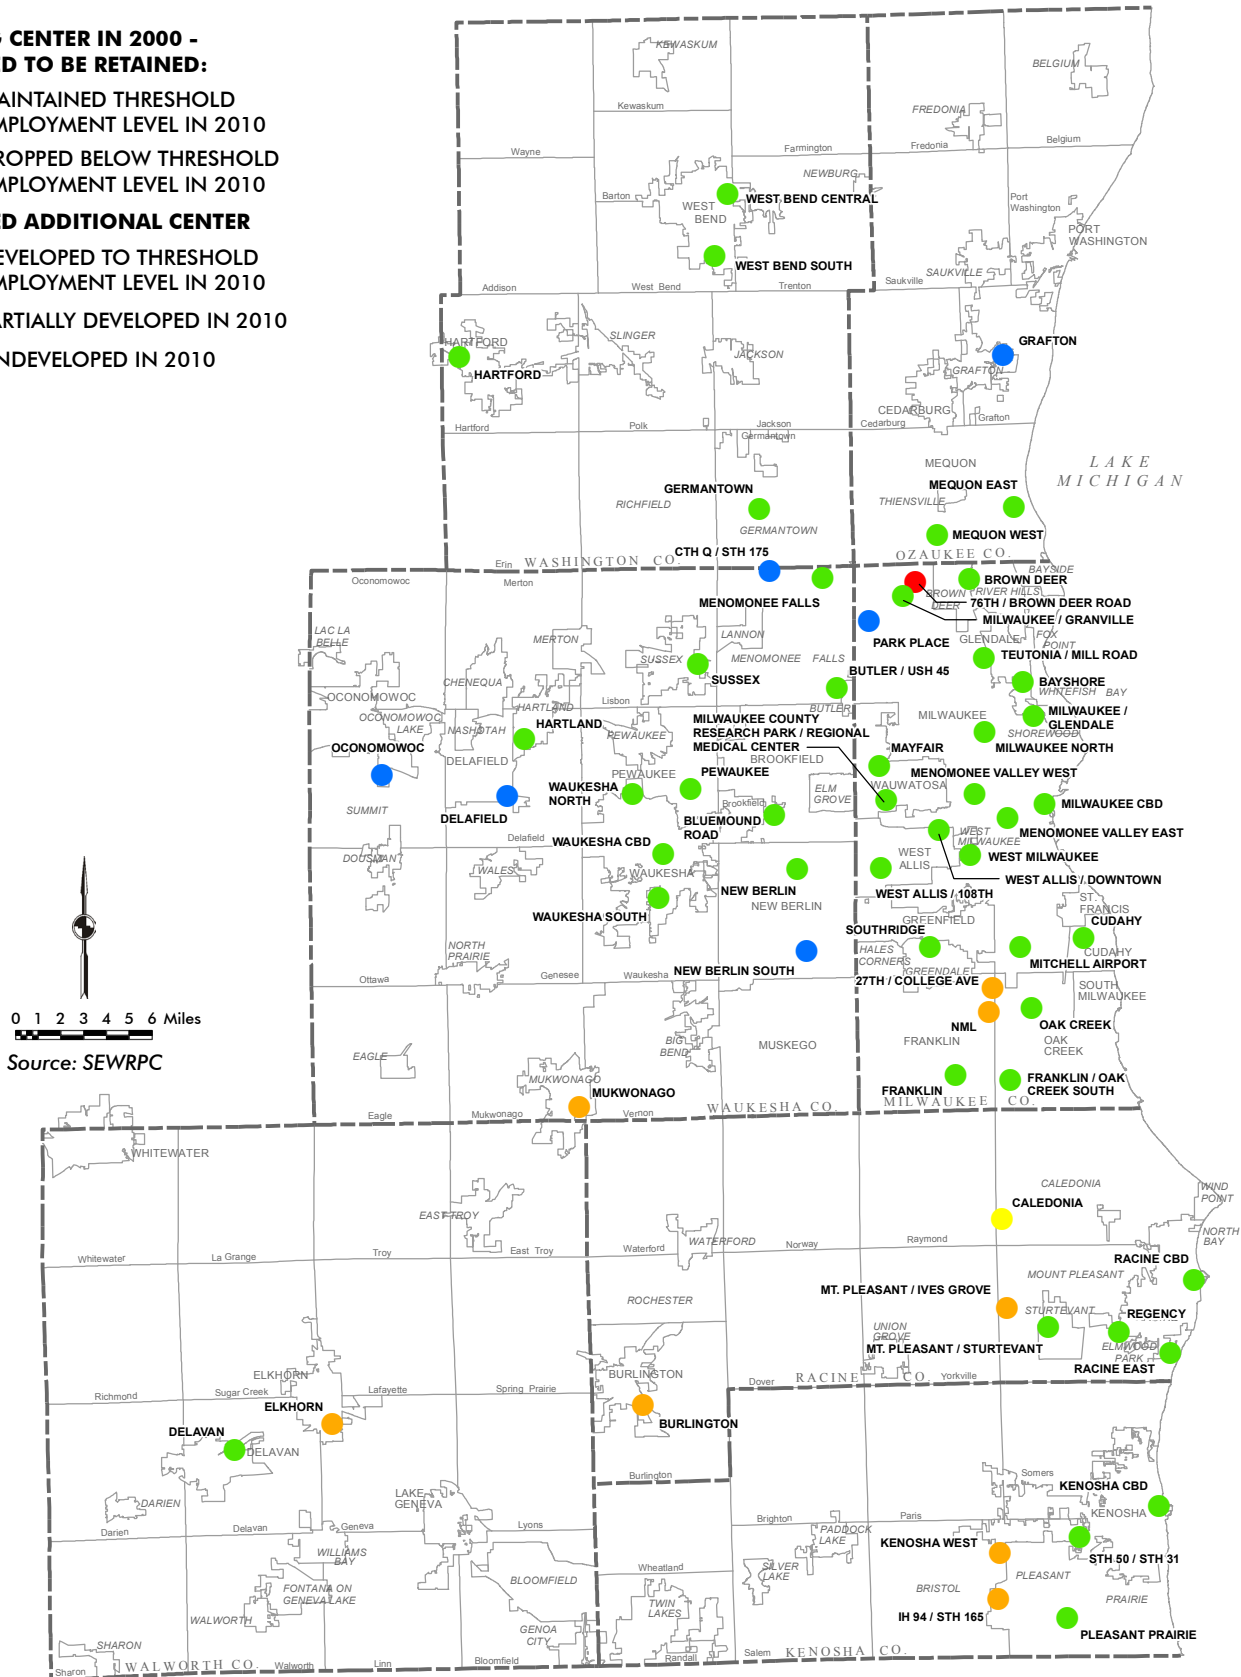 G CENTER IN 2000 -
ED TO BE RETAINED:
AINTAINED THRESHOLD
MPLOYMENT LEVEL IN 2010
ROPPED BELOW THRESHOLD
MPLOYMENT LEVEL IN 2010
ED ADDITIONAL CENTER
EVELOPED TO THRESHOLD
MPLOYMENT LEVEL IN 2010
ARTIALLY DEVELOPED IN 2010
NDEVELOPED IN 2010
KEWASKUM
BELGIUM
Kewaskum
FREDONIA
Wayne
Farmington
Fredonia
Belgium
NEWBURG
Barton
WEST
BEND
WEST BEND CENTRAL
Port
Washington
PORT
WASHINGTON
WEST BEND SOUTH
SAUKVILLE
Addison
West Bend
Trenton
Saukville
HARTFORD
SLINGER
JACKSON
GRAFTON
HARTFORD
GRAFTON
CEDARBURG
Hartford
Polk
Jackson
Germantown
Cedarburg
Grafton
LAKE
MICHIGAN
MEQUON
GERMANTOWN
MEQUON EAST
RICHFIELD
THIENSVILLE
GERMANTOWN
MEQUON WEST
CTH Q / STH 175
Erin
WASHINGTON CO.
OZAUKEE CO.
Oconomowoc
Merton
BAYSIDE
BROWN DEER
RIVER HILLS
BROWN
DEER
MENOMONEE FALLS
76TH / BROWN DEER ROAD
MILWAUKEE / GRANVILLE
LAC LA
BELLE
MERTON
LANNON
PARK PLACE
GLENDALE
FOX
POINT
SUSSEX
MENOMONEE
FALLS
TEUTONIA / MILL ROAD
CHENEQUA
SUSSEX
BUTLER / USH 45
BAYSHORE
WHITEFISH
BAY
OCONOMOWOC
HARTLAND
Lisbon
BUTLER
OCONOMOWOC
LAKE
NASHOTAH
HARTLAND
PEWAUKEE
MILWAUKEE COUNTY
RESEARCH PARK / REGIONAL
MEDICAL CENTER
MILWAUKEE
MILWAUKEE /
GLENDALE
SHOREWOOD
OCONOMOWOC
DELAFIELD
BROOKFIELD
MAYFAIR
MILWAUKEE NORTH
PEWAUKEE
PEWAUKEE
MENOMONEE VALLEY WEST
WAUKESHA
NORTH
ELM
GROVE
WAUWATOSA
SUMMIT
DELAFIELD
Brookfield
MILWAUKEE CBD
BLUEMOUND
ROAD
MENOMONEE VALLEY EAST
Delafield
WAUKESHA CBD
WEST
MILWAUKEE
DOUSMAN
WALES
WAUKESHA
WEST
ALLIS
WEST MILWAUKEE
WEST ALLIS / DOWNTOWN
NEW BERLIN
WEST ALLIS / 108TH
NEW BERLIN
ST.
FRANCIS
WAUKESHA SOUTH
GREENFIELD
CUDAHY
SOUTHRIDGE
NORTH
PRAIRIE
HALES
CORNERS
CUDAHY
MITCHELL AIRPORT
NEW BERLIN SOUTH
GREENDALE
Ottawa
Genesee
Waukesha
27TH / COLLEGE AVE
SOUTH
MILWAUKEE
0 1 2 3 4 5 6 Miles
NML
OAK CREEK
Source: SEWRPC
BIG
BEND
MUSKEGO
FRANKLIN
OAK
CREEK
EAGLE
MUKWONAGO
FRANKLIN
FRANKLIN / OAK
CREEK SOUTH
MUKWONAGO
Eagle
Mukwonago
Vernon
WAUKESHA CO.
MILWAUKEE CO.
WHITEWATER
CALEDONIA
WIND
POINT
CALEDONIA
EAST TROY
NORTH
BAY
Whitewater
La Grange
Troy
East Troy
Waterford
WATERFORD
Norway
Raymond
RACINE CBD
MOUNT PLEASANT
MT. PLEASANT / IVES GROVE
ROCHESTER
STURTEVANT
REGENCY
UNION
GROVE
MT. PLEASANT / STURTEVANT
ELMWOOD
PARK
RACINE EAST
ELKHORN
BURLINGTON
Dover
RACINE CO.
Yorkville
Richmond
Sugar Creek
Lafayette
Spring Prairie
ELKHORN
BURLINGTON
DELAVAN
DELAVAN
Burlington
Somers
KENOSHA CBD
LAKE
GENEVA
DARIEN
KENOSHA
Darien
Delavan
Geneva
Lyons
Brighton
PADDOCK
LAKE
Paris
KENOSHA WEST
WILLIAMS
BAY
STH 50 / STH 31
Wheatland
SILVER
LAKE
PLEASANT
FONTANA ON
GENEVA LAKE
BLOOMFIELD
BRISTOL
PRAIRIE
WALWORTH
TWIN
LAKES
IH 94 / STH 165
GENOA
CITY
PLEASANT PRAIRIE
SHARON
Sharon
WALWORTH CO.
Walworth
Linn
Bloomfield
Randall
Salem
KENOSHA CO.